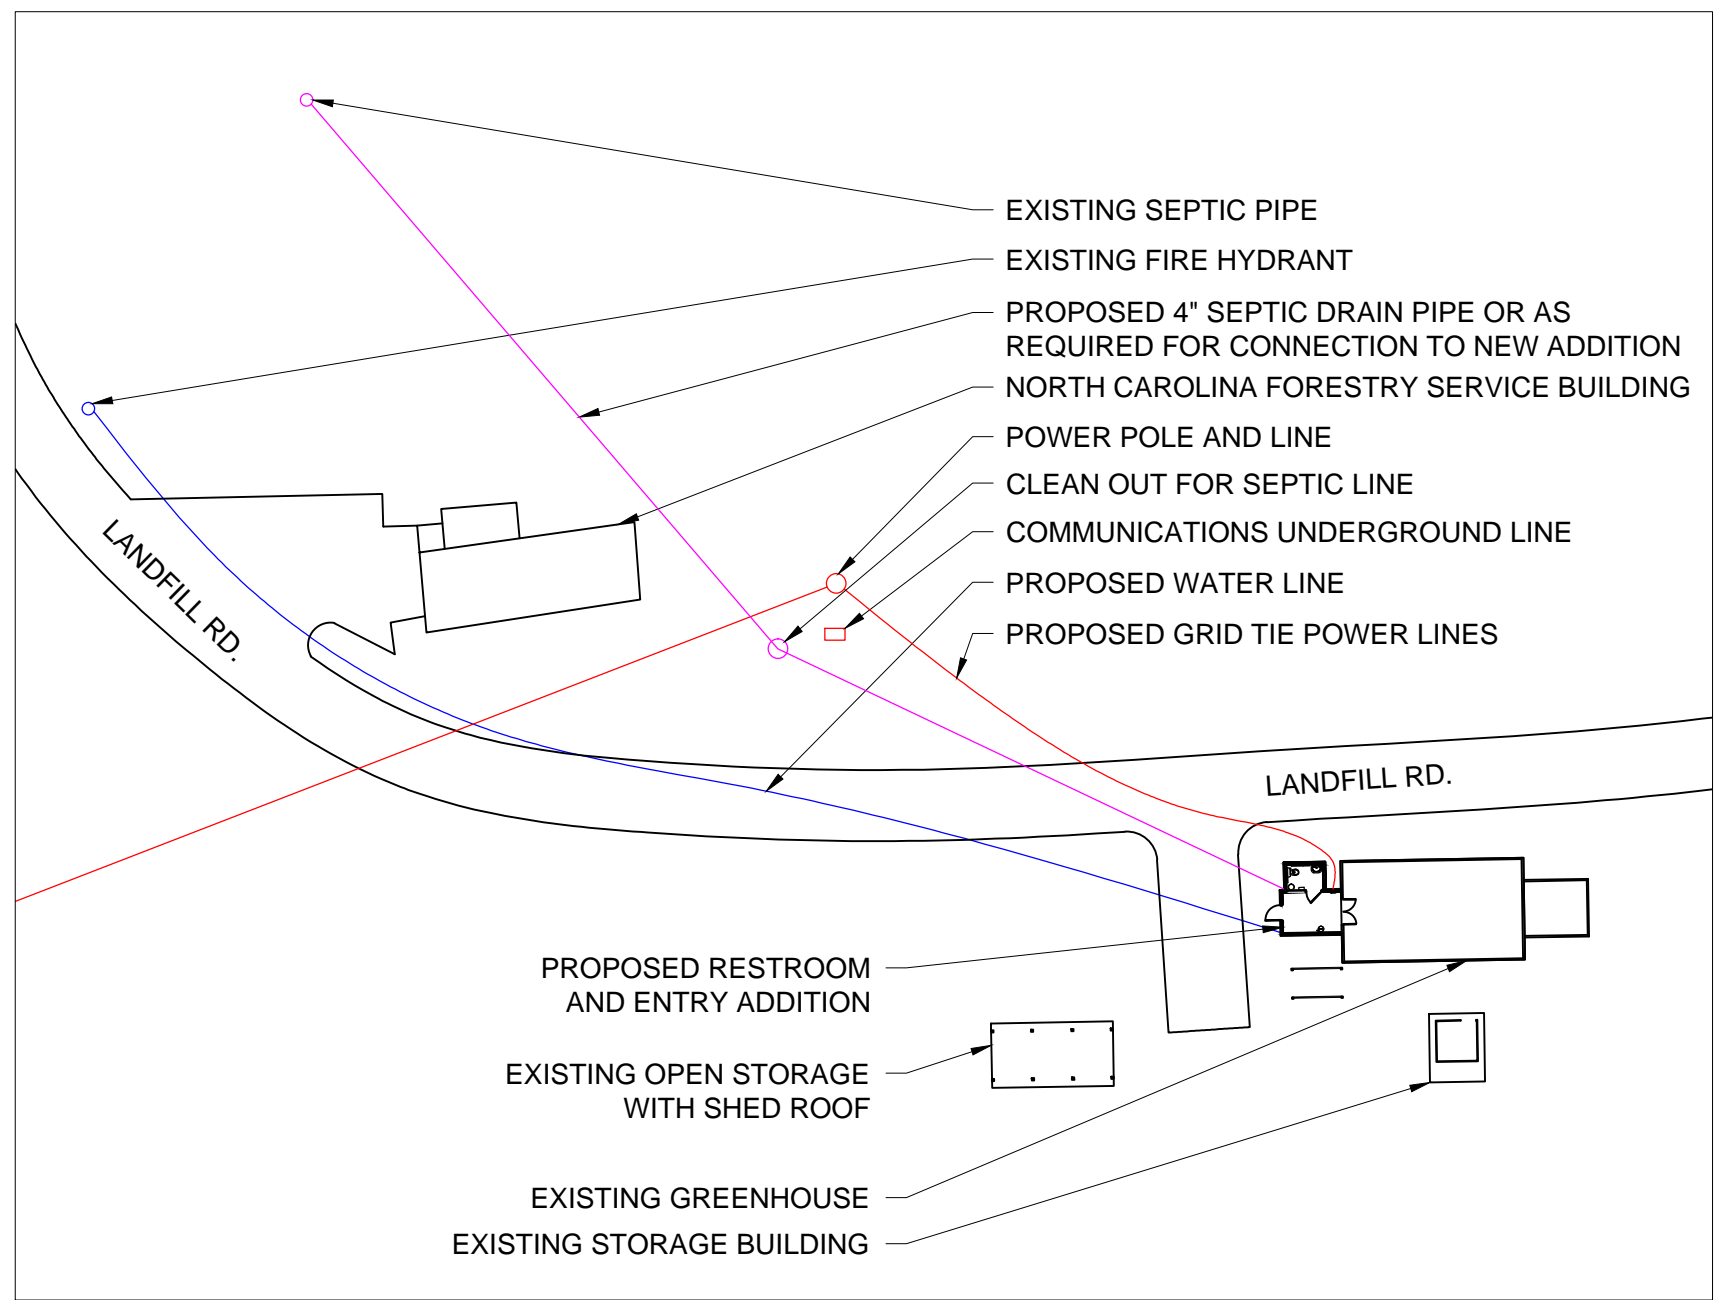 EXISTING SEPTIC PIPE
EXISTING FIRE HYDRANT
PROPOSED 4" SEPTIC DRAIN PIPE OR AS
REQUIRED FOR CONNECTION TO NEW ADDITION
NORTH CAROLINA FORESTRY SERVICE BUILDING
POWER POLE AND LINE
CLEAN OUT FOR SEPTIC LINE
COMMUNICATIONS UNDERGROUND LINE
PROPOSED WATER LINE
PROPOSED GRID TIE POWER LINES
LANDFILL RD.
LANDFILL RD.
PROPOSED RESTROOM
AND ENTRY ADDITION
EXISTING OPEN STORAGE
WITH SHED ROOF
EXISTING GREENHOUSE
EXISTING STORAGE BUILDING